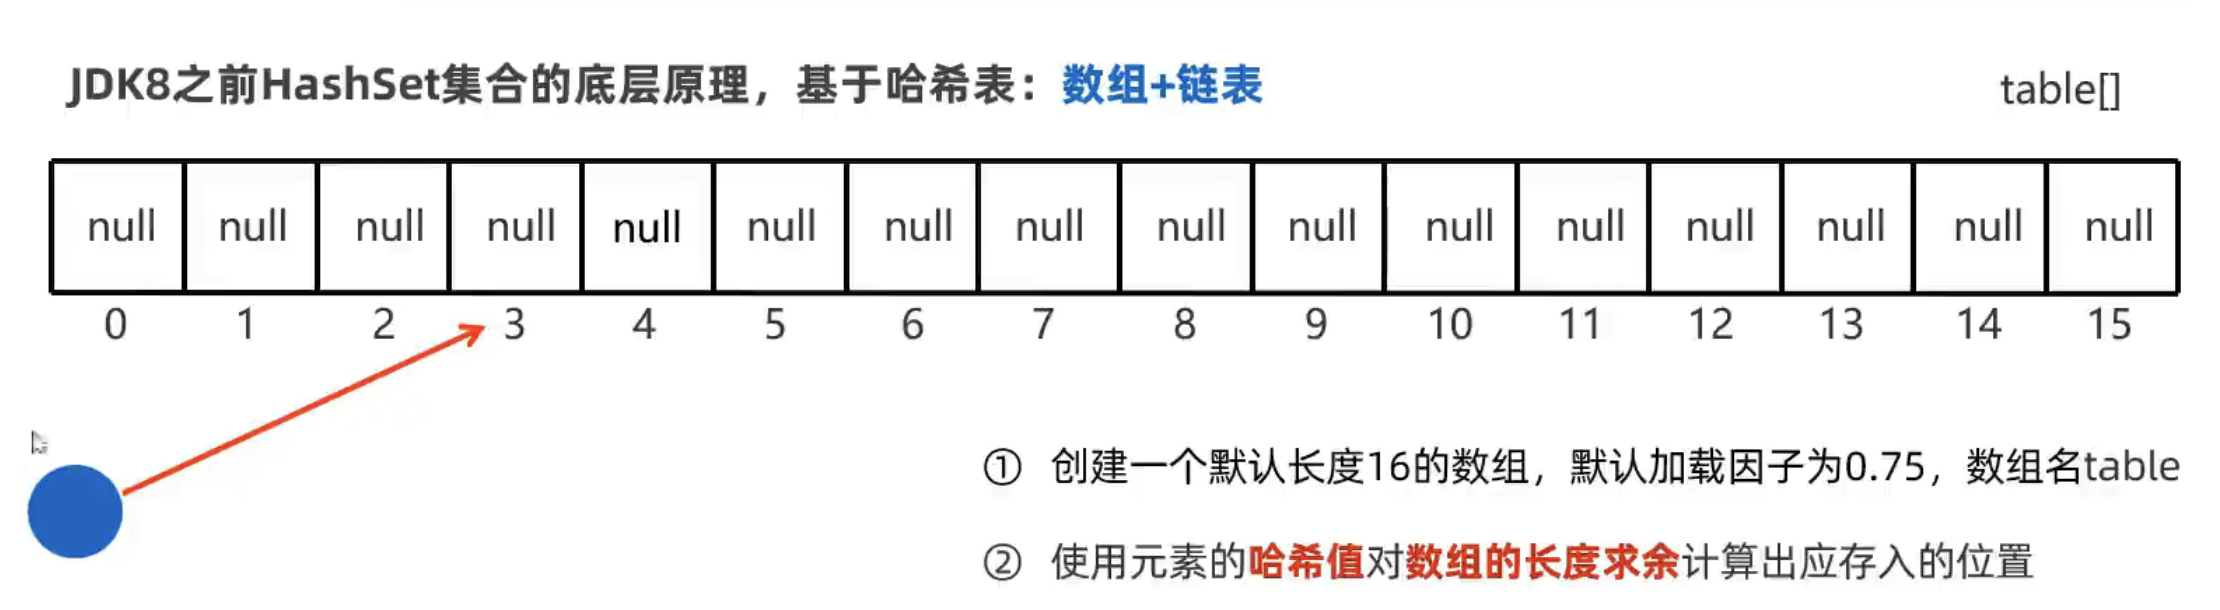 JDK8之前HashSet集合的底层原理，基于哈希表：数组+链表 table[]
null null null null null null null null null null null null null null null null
0 1 2 3 4 5 6 7 8 9 10 11 12 13 14 15
① 创建一个默认长度16的数组，默认加载因子为0.75，数组名table
② 使用元素的哈希值对数组的长度求余计算出应存入的位置